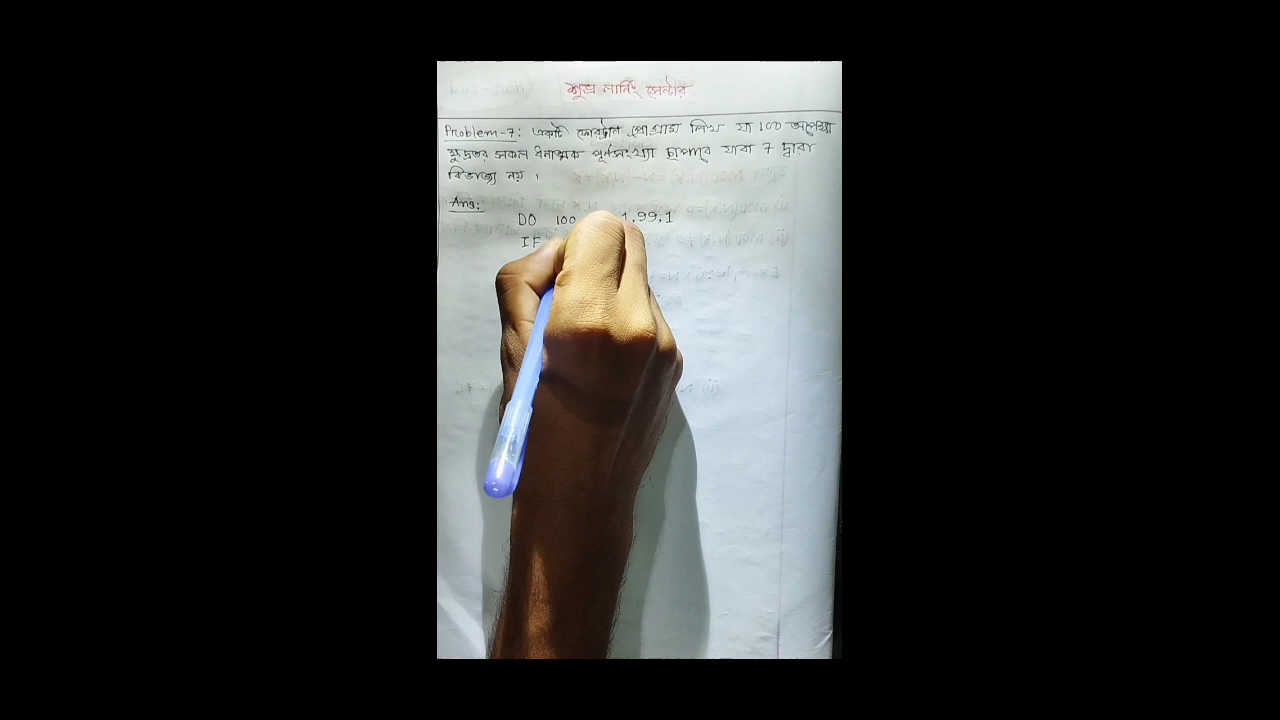 শুভ্র লার্নিং সেন্টার
Problem-7: একটি ফোরট্রান প্রোগ্রাম লিখ যা 100 অপেক্ষা
ক্ষুদ্রতর সকল ধনাত্মক পূর্ণসংখ্যা ছাপাবে যারা 7 দ্বারা
বিভাজ্য নয় ।
Ans:
DO 100 1,99,1
IF